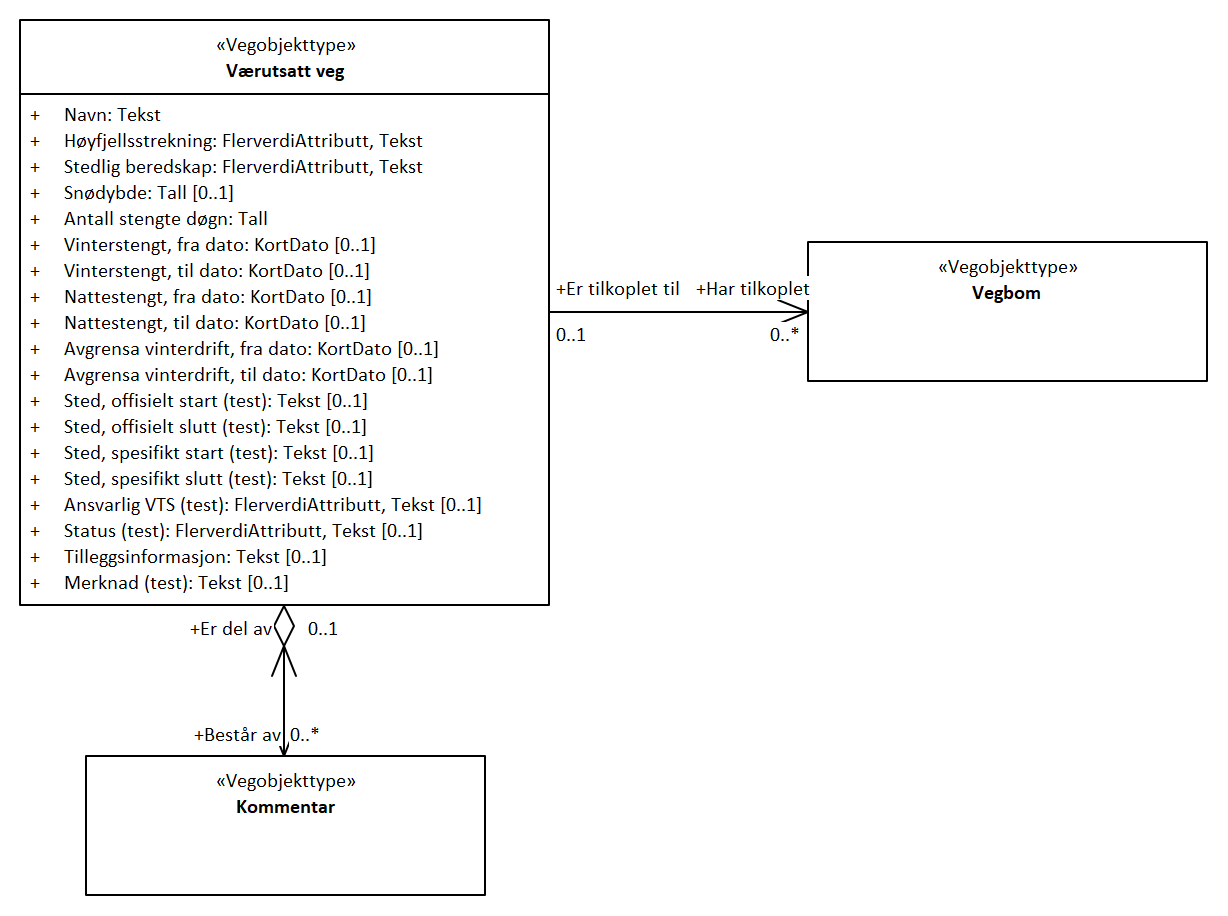 «Vegobjekttype»
Værutsatt veg
+ Navn: Tekst
+ Høyfjellsstrekning: FlerverdiAttributt, Tekst
+ Stedlig beredskap: FlerverdiAttributt, Tekst
+ Snødybde: Tall [0..1]
+ Antall stengte døgn: Tall
+ Vinterstengt, fra dato: KortDato [0..1]
+ Vinterstengt, til dato: KortDato [0..1]
+ Nattestengt, fra dato: KortDato [0..1]
+ Nattestengt, til dato: KortDato [0..1]
+ Avgrensa vinterdrift, fra dato: KortDato [0..1]
+ Avgrensa vinterdrift, til dato: KortDato [0..1]
+ Sted, offisielt start (test): Tekst [0..1]
+ Sted, offisielt slutt (test): Tekst [0..1]
+ Sted, spesifikt start (test): Tekst [0..1]
+ Sted, spesifikt slutt (test): Tekst [0..1]
+ Ansvarlig VTS (test): FlerverdiAttributt, Tekst [0..1]
+ Status (test): FlerverdiAttributt, Tekst [0..1]
+ Tilleggsinformasjon: Tekst [0..1]
+ Merknad (test): Tekst [0..1]
+Er tilkoplet til +Har tilkoplet
0..1 0..*
«Vegobjekttype»
Vegbom
+Er del av 0..1
+Består av 0..*
«Vegobjekttype»
Kommentar